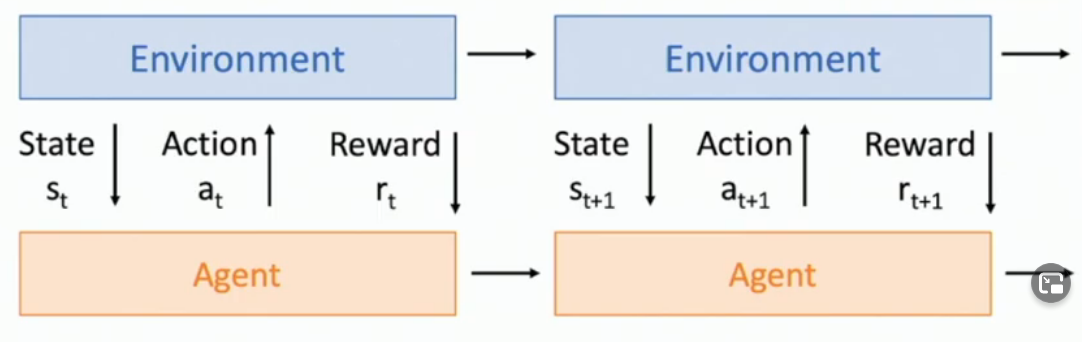 Environment Environment
State Action Reward State Action Reward
s_t a_t r_t s_{t+1} a_{t+1} r_{t+1}
Agent Agent